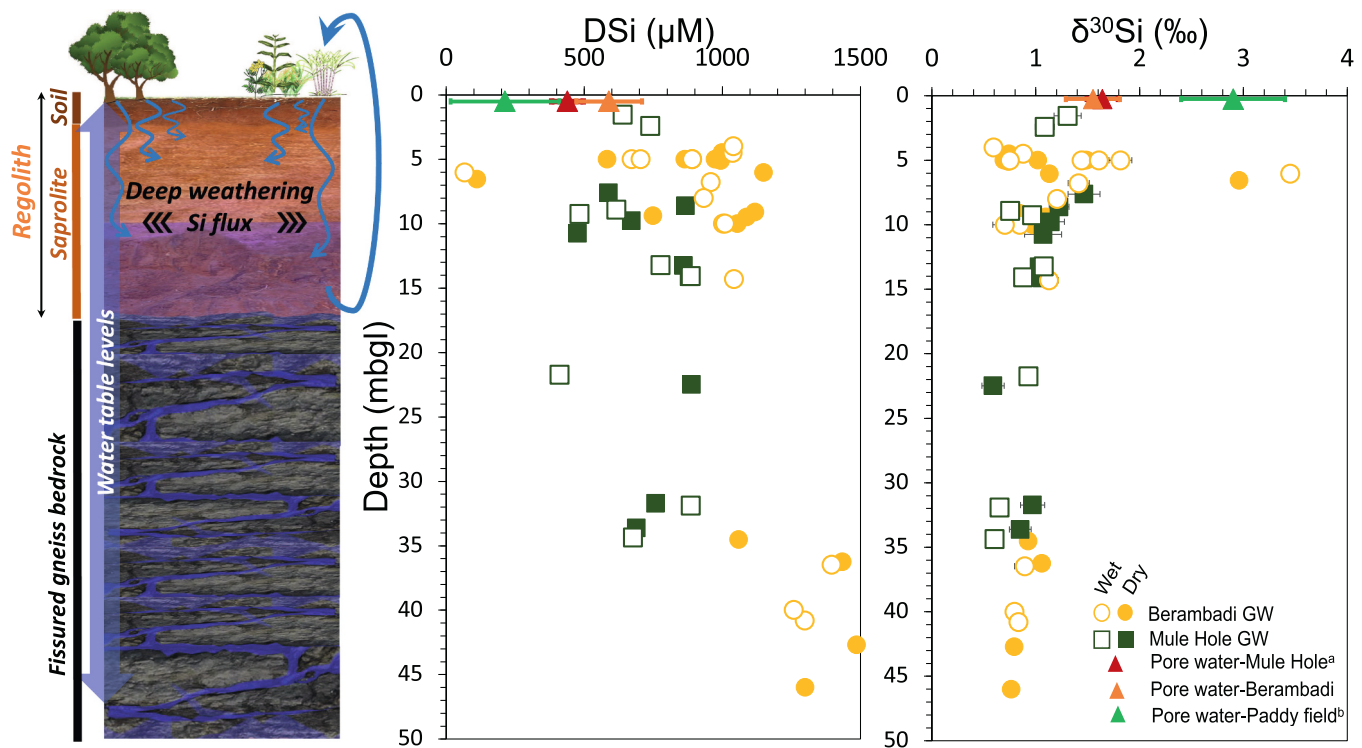 Regolith
Soil
Saprolite
Fissured gneiss bedrock
Water table levels
Deep weathering
Si flux
DSi (µM)
0 500 1000 1500
Depth (mbgl)
0
5
10
15
20
25
30
35
40
45
50
δ³⁰Si (‰)
0 1 2 3 4
0
5
10
15
20
25
30
35
40
45
50
Wet Dry
Berambadi GW
Mule Hole GW
Pore water-Mule Holeᵃ
Pore water-Berambadi
Pore water-Paddy fieldᵇ